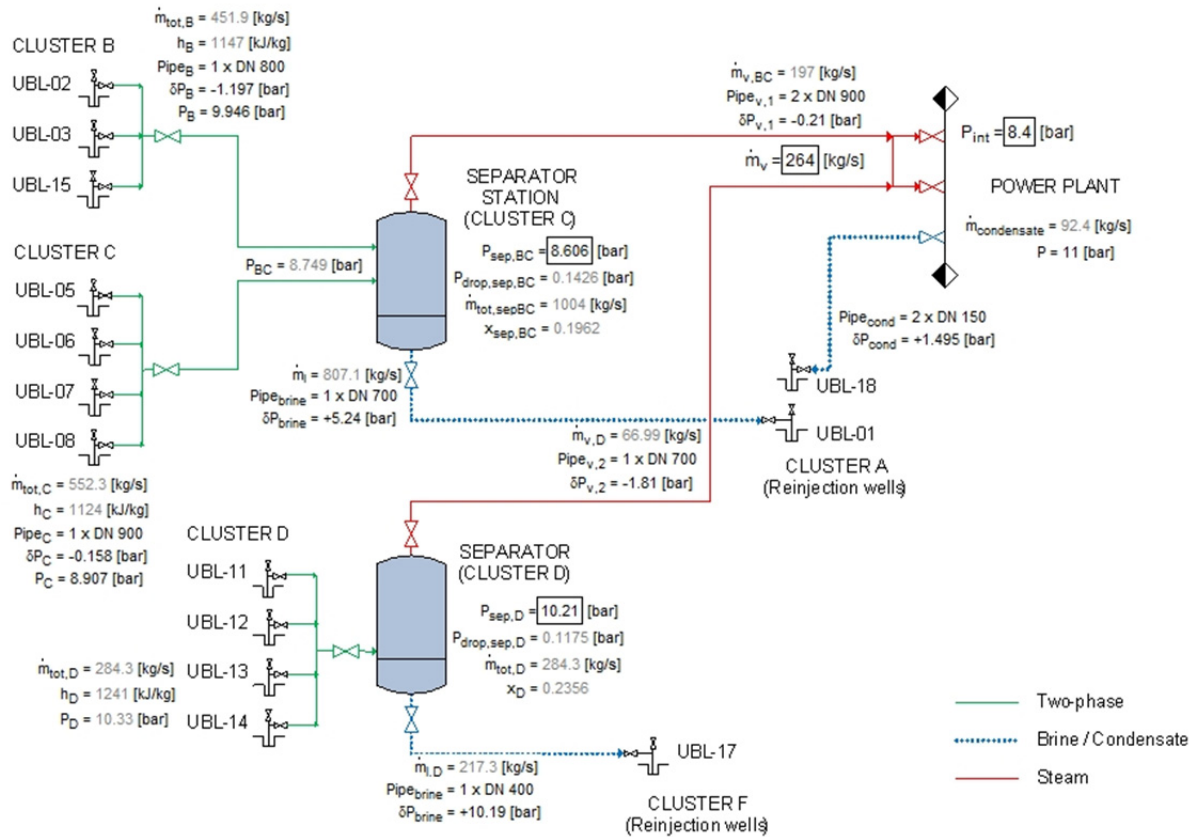 ṁtot,B = 451.9 [kg/s]
hB = 1147 [kJ/kg]
PipeB = 1 x DN 800
δPB = -1.197 [bar]
PB = 9.946 [bar]
CLUSTER B
UBL-02
UBL-03
UBL-15
CLUSTER C
UBL-05
UBL-06
UBL-07
UBL-08
ṁtot,C = 552.3 [kg/s]
hC = 1124 [kJ/kg]
PipeC = 1 x DN 900
δPC = -0.158 [bar]
PC = 8.907 [bar]
PBC = 8.749 [bar]
SEPARATOR
STATION
(CLUSTER C)
Psep,BC = 8.606 [bar]
Pdrop,sep,BC = 0.1426 [bar]
ṁtot,sepBC = 1004 [kg/s]
xsep,BC = 0.1962
ṁl = 807.1 [kg/s]
Pipebrine = 1 x DN 700
δPbrine = +5.24 [bar]
ṁv,BC = 197 [kg/s]
Pipev,1 = 2 x DN 900
δPv,1 = -0.21 [bar]
ṁv = 264 [kg/s]
Pint = 8.4 [bar]
POWER PLANT
ṁcondensate = 92.4 [kg/s]
P = 11 [bar]
Pipecond = 2 x DN 150
δPcond = +1.495 [bar]
UBL-18
UBL-01
CLUSTER A
(Reinjection wells)
ṁv,D = 66.99 [kg/s]
Pipev,2 = 1 x DN 700
δPv,2 = -1.81 [bar]
CLUSTER D
UBL-11
UBL-12
UBL-13
UBL-14
ṁtot,D = 284.3 [kg/s]
hD = 1241 [kJ/kg]
PD = 10.33 [bar]
SEPARATOR
(CLUSTER D)
Psep,D = 10.21 [bar]
Pdrop,sep,D = 0.1175 [bar]
ṁtot,D = 284.3 [kg/s]
xD = 0.2356
ṁl,D = 217.3 [kg/s]
Pipebrine = 1 x DN 400
δPbrine = +10.19 [bar]
UBL-17
CLUSTER F
(Reinjection wells)
Two-phase
Brine / Condensate
Steam